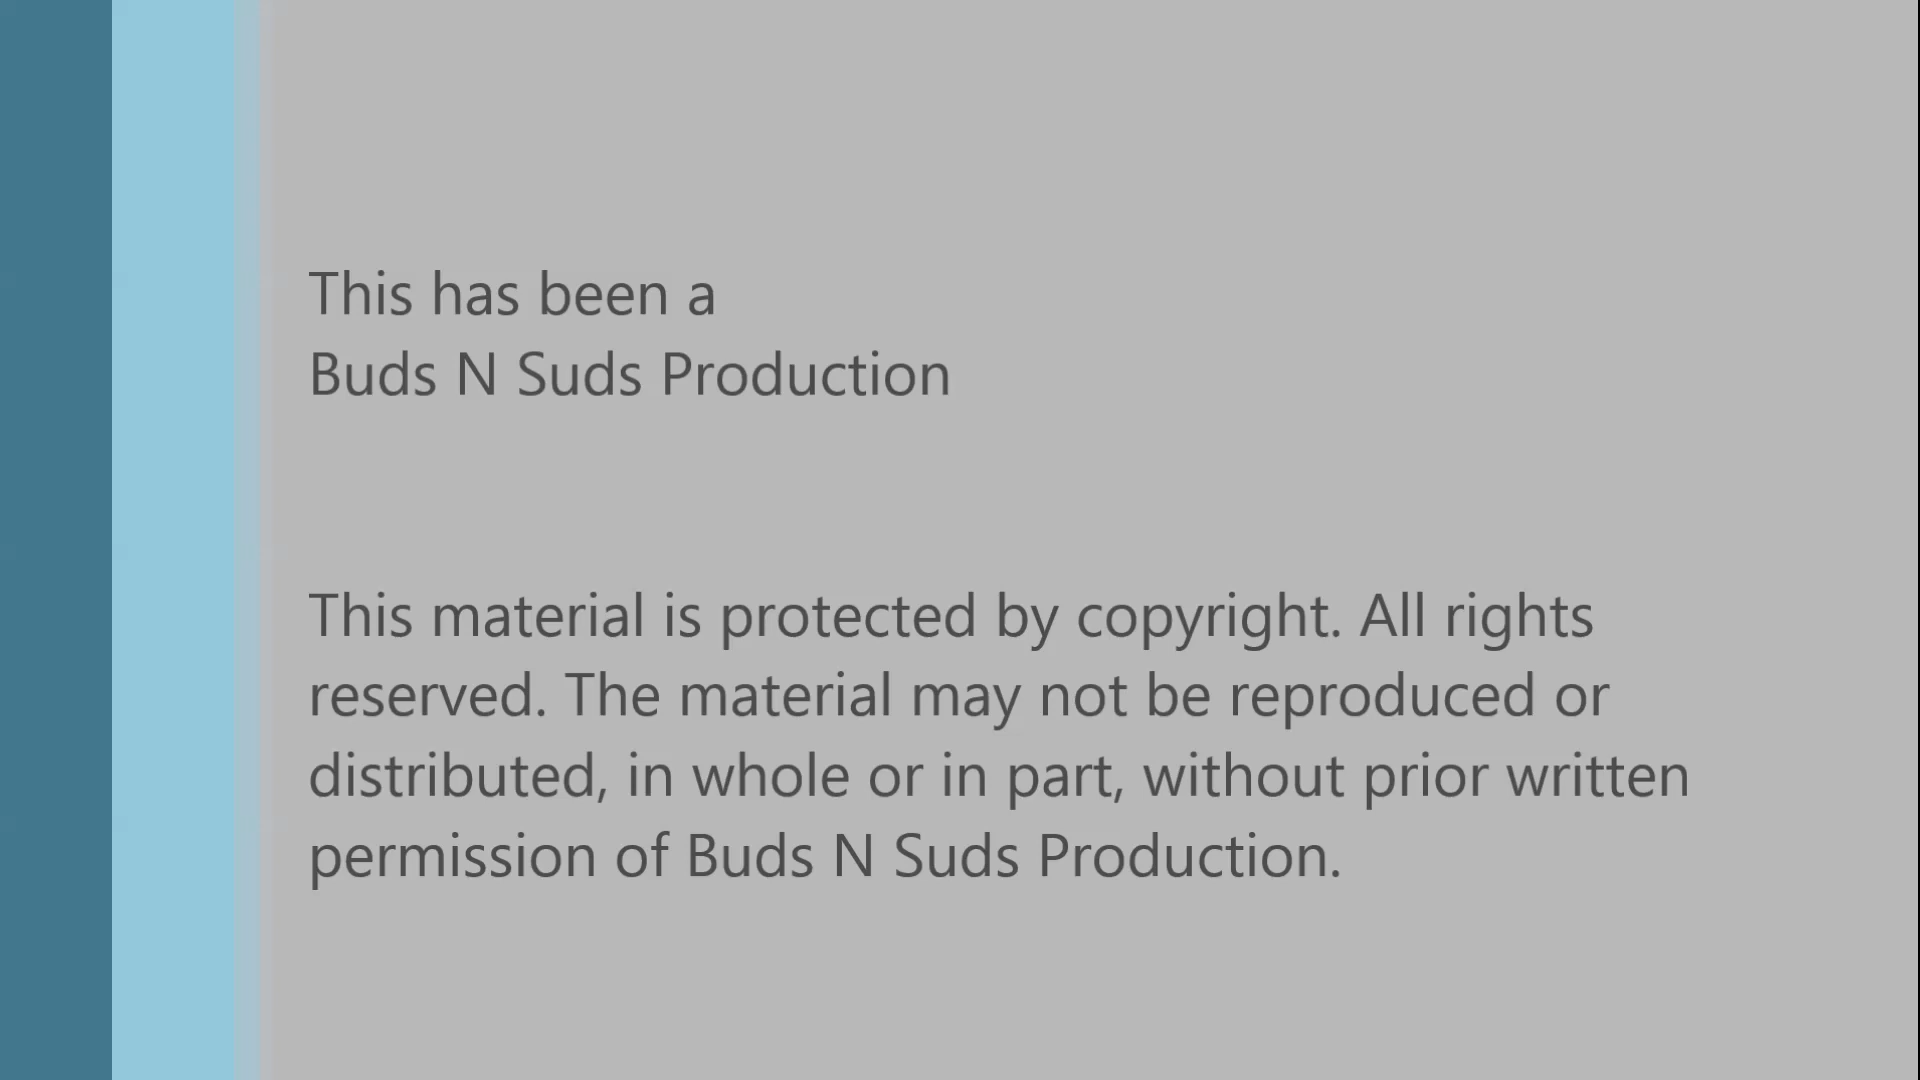 This has been a
Buds N Suds Production
This material is protected by copyright. All rights
reserved. The material may not be reproduced or
distributed, in whole or in part, without prior written
permission of Buds N Suds Production.